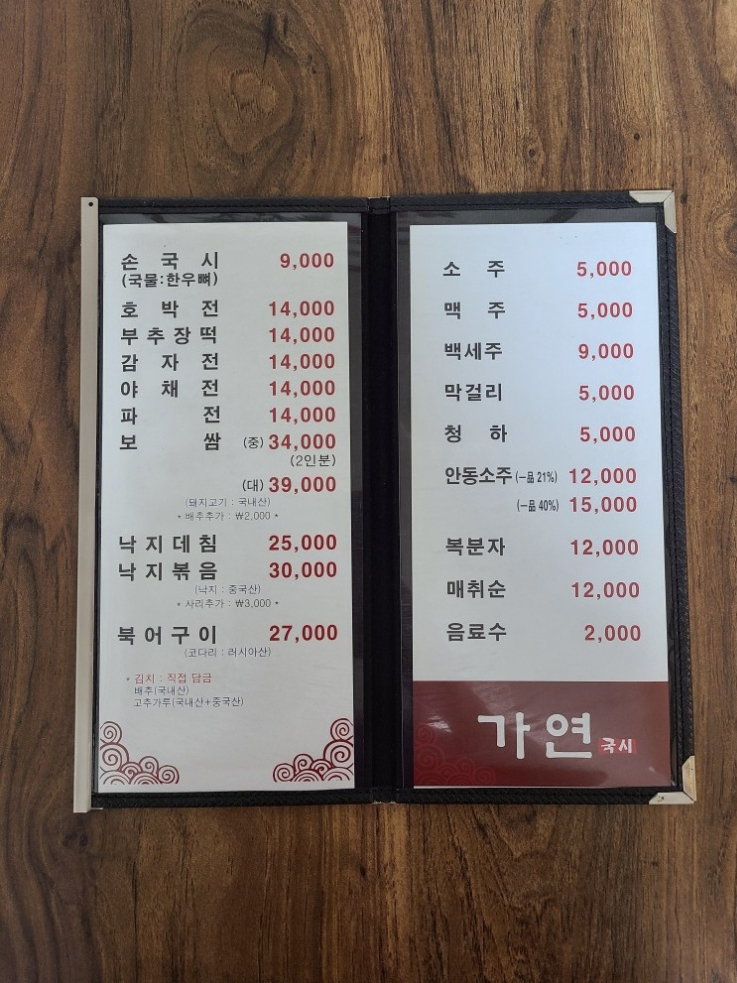 손국시 9,000
(국물:한우뼈)
호박전 14,000
부추장떡 14,000
감자전 14,000
야채전 14,000
파전 14,000
보쌈 (중) 34,000
(2인분)
(대) 39,000
(돼지고기 : 국내산)
* 배추추가 : ₩2,000 *
낙지데침 25,000
낙지볶음 30,000
(낙지 : 중국산)
* 사리추가 : ₩3,000 *
북어구이 27,000
(코다리 : 러시아산)
* 김치 : 직접 담금
배추(국내산)
고추가루(국내산+중국산)
소주 5,000
맥주 5,000
백세주 9,000
막걸리 5,000
청하 5,000
안동소주 (一品 21%) 12,000
(一品 40%) 15,000
복분자 12,000
매취순 12,000
음료수 2,000
가연 국시